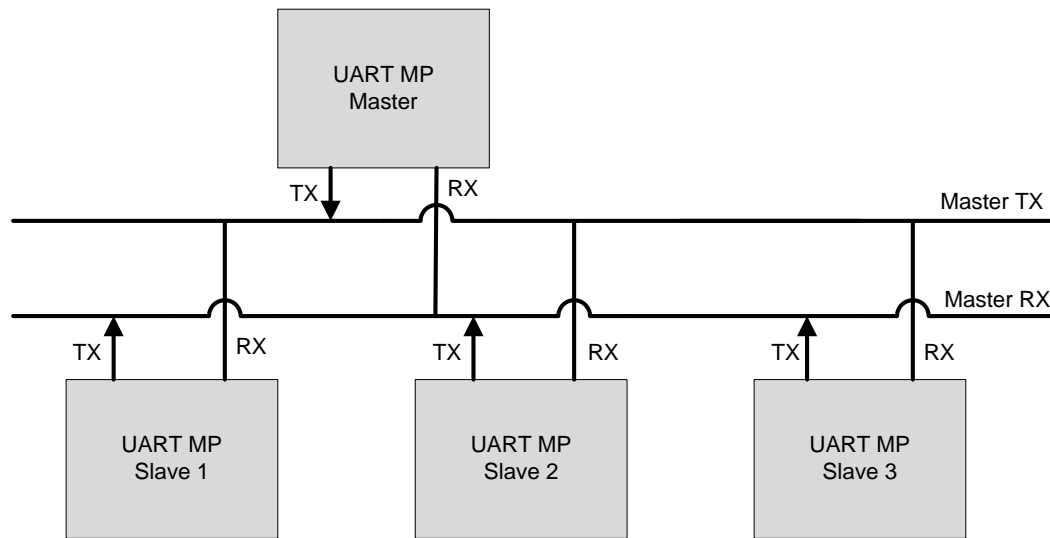 UART MP
Master
TX
RX
Master TX
Master RX
TX
RX
TX
RX
TX
RX
UART MP
Slave 1
UART MP
Slave 2
UART MP
Slave 3